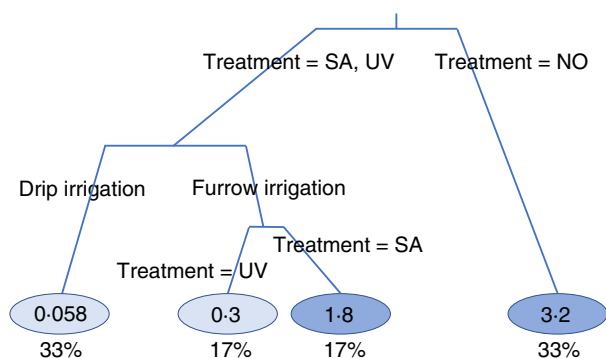 Treatment = SA, UV
Treatment = NO
Drip irrigation
Furrow irrigation
Treatment = SA
Treatment = UV
0·058
0·3
1·8
3·2
33%
17%
17%
33%